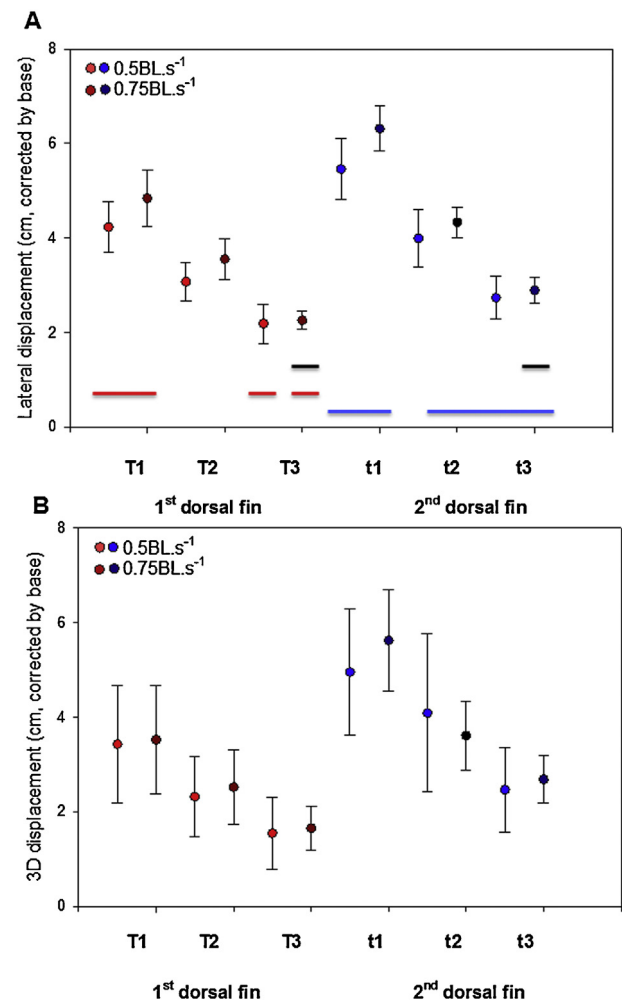 A
Lateral displacement (cm, corrected by base)
8
6
4
2
0
0.5BL.s⁻¹
0.75BL.s⁻¹
T1 T2 T3 t1 t2 t3
1st dorsal fin 2nd dorsal fin
B
3D displacement (cm, corrected by base)
8
6
4
2
0
0.5BL.s⁻¹
0.75BL.s⁻¹
T1 T2 T3 t1 t2 t3
1st dorsal fin 2nd dorsal fin